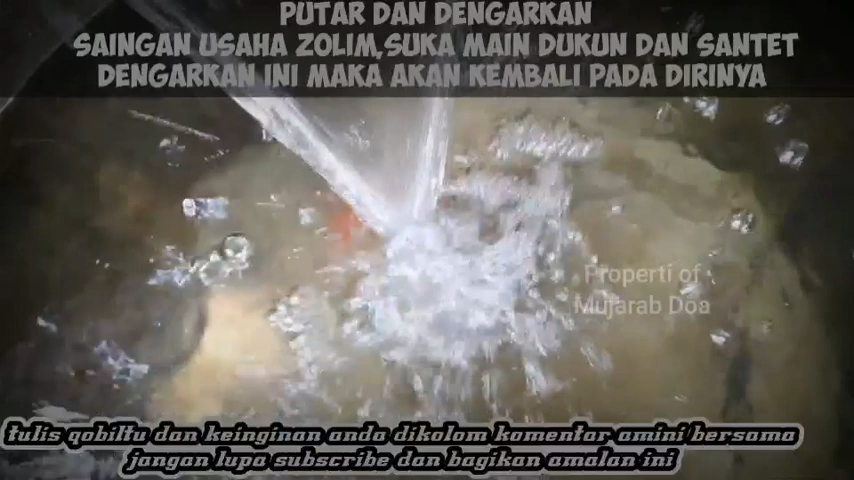 PUTAR DAN DENGARKAN
SAINGAN USAHA ZOLIM,SUKA MAIN DUKUN DAN SANTET
DENGARKAN INI MAKA AKAN KEMBALI PADA DIRINYA
Properti of
Mujarab Doa
tulis qobiltu dan keinginan anda dikolom komentar amini bersama
jangan lupa subscribe dan bagikan amalan ini